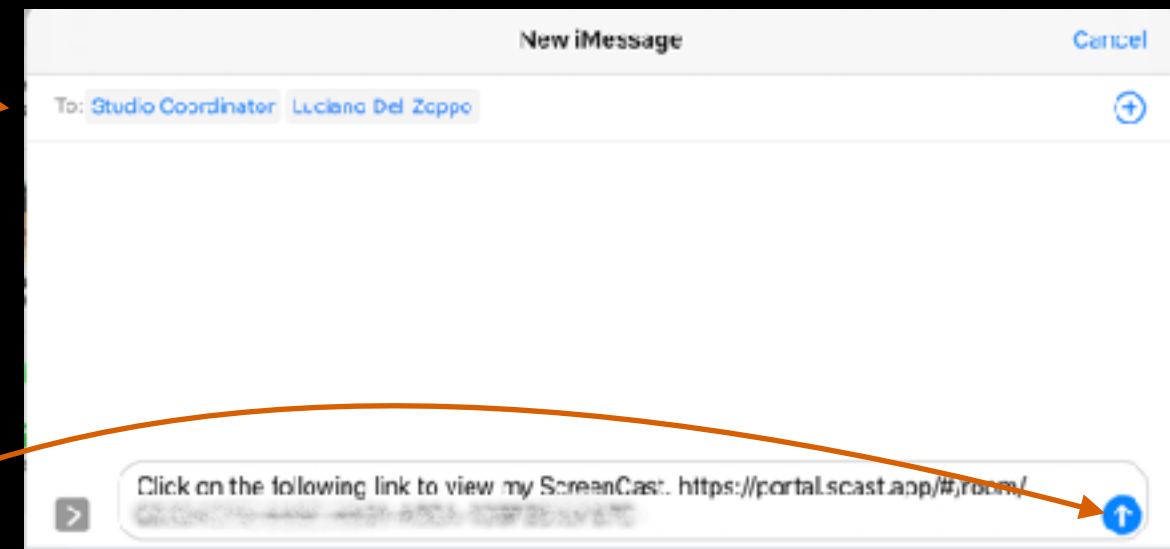 New iMessage
Cancel
To: Studio Coordinator Luciano Del Zoppo
Click on the following link to view my ScreenCast. https://portal.scast.app/#/room/